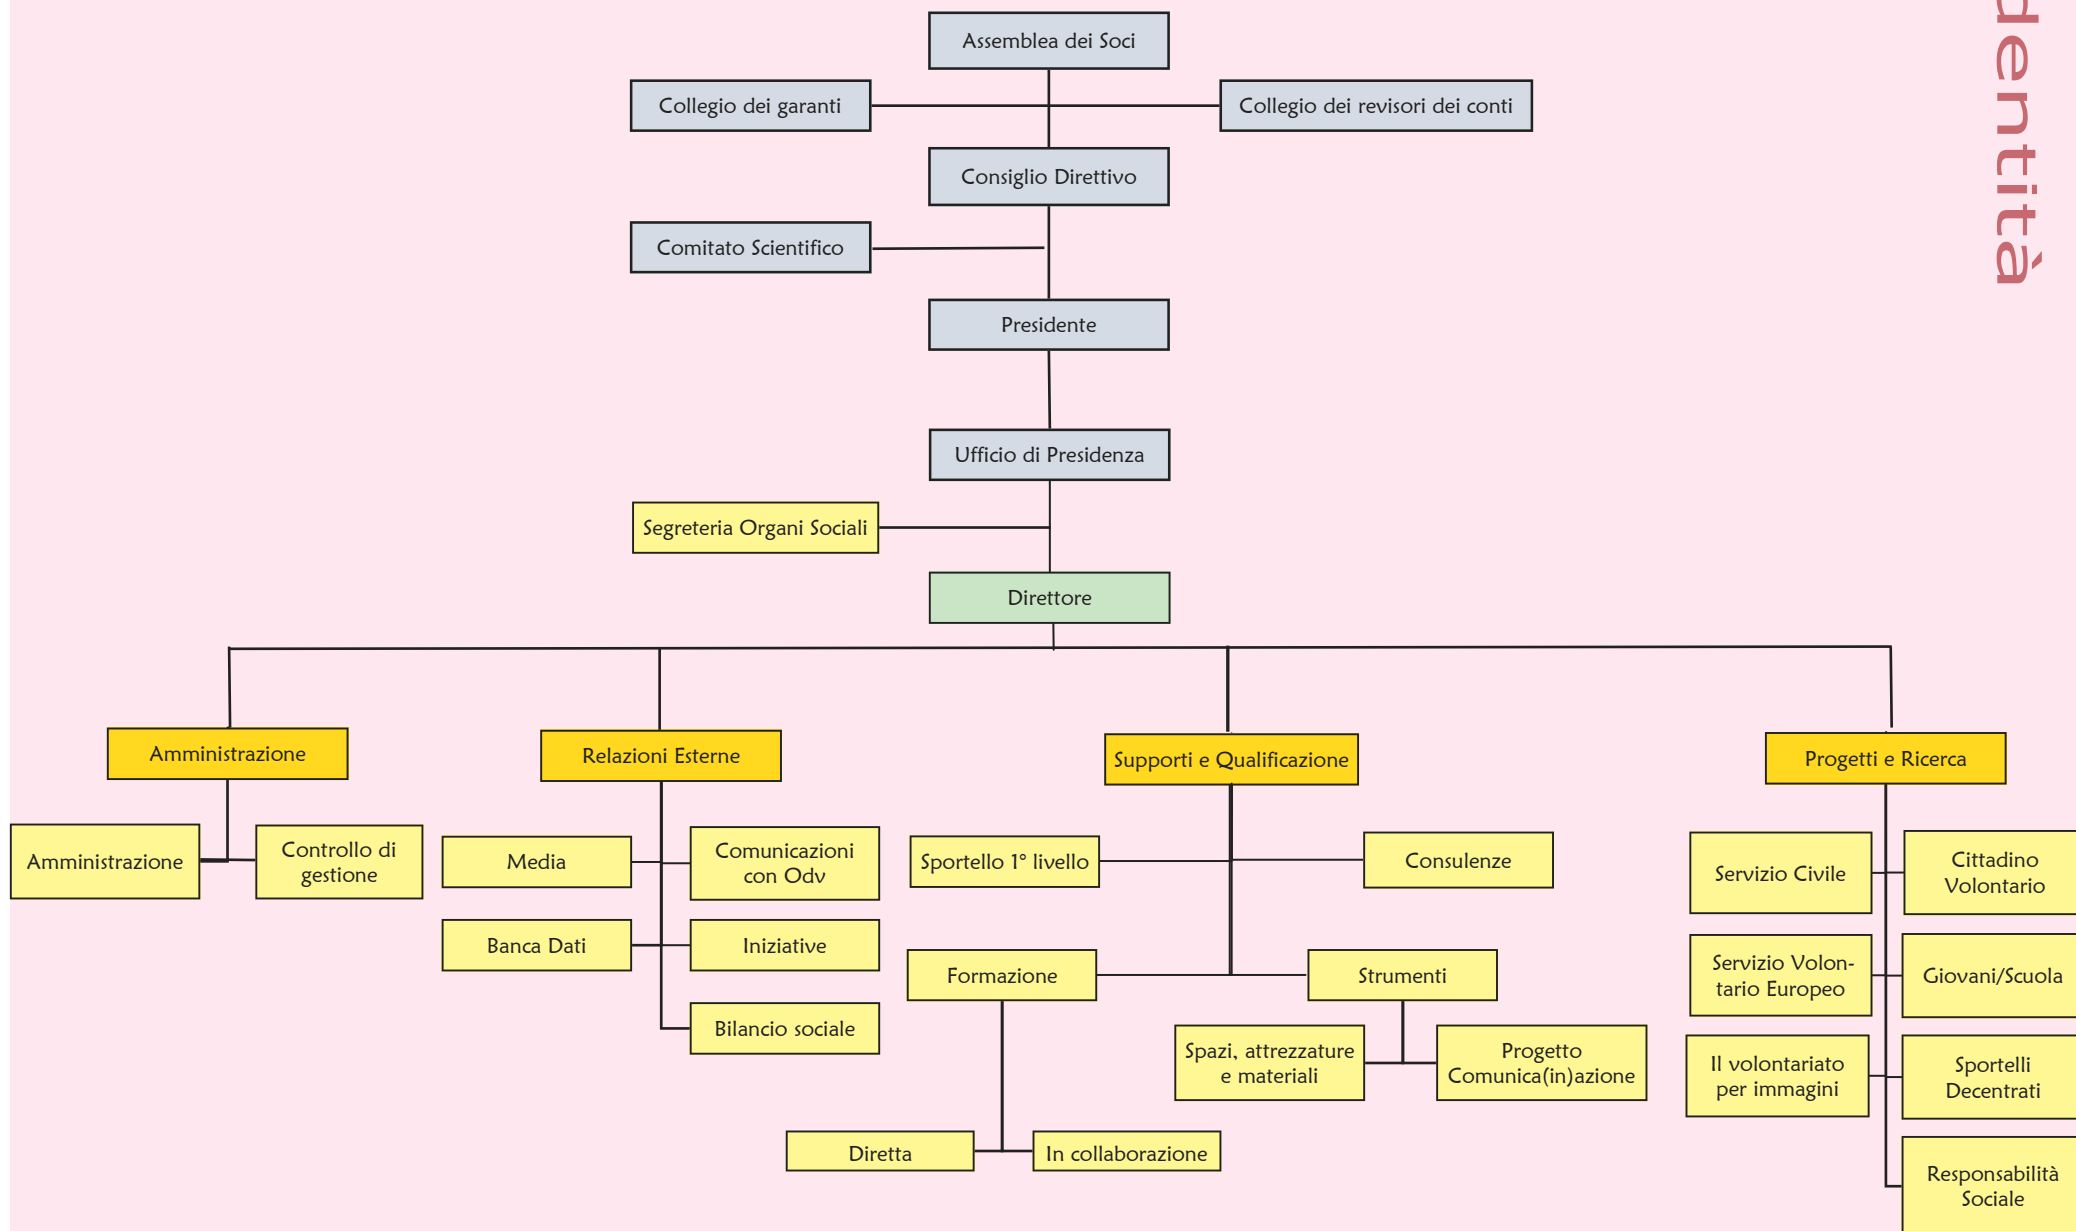 dentità
Assemblea dei Soci
Collegio dei garanti
Collegio dei revisori dei conti
Consiglio Direttivo
Comitato Scientifico
Presidente
Ufficio di Presidenza
Segreteria Organi Sociali
Direttore
Amministrazione
Relazioni Esterne
Supporti e Qualificazione
Progetti e Ricerca
Amministrazione
Controllo di
gestione
Media
Comunicazioni
con Odv
Banca Dati
Iniziative
Bilancio sociale
Sportello 1° livello
Consulenze
Formazione
Strumenti
Spazi, attrezzature
e materiali
Progetto
Comunica(in)azione
Diretta
In collaborazione
Servizio Civile
Cittadino
Volontario
Servizio Volon-
tario Europeo
Giovani/Scuola
Il volontariato
per immagini
Sportelli
Decentrati
Responsabilità
Sociale